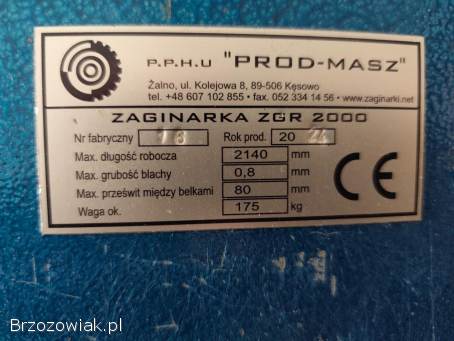 P.P.H.U "PROD-MASZ"
Żalno, ul. Kolejowa 8, 89-506 Kęsowo
tel. +48 607 102 855 • fax. 052 334 14 56 • www.zaginarki.net
ZAGINARKA ZGR 2000
Nr fabryczny Rok prod. 20
Max. długość robocza 2140 mm
Max. grubość blachy 0,8 mm
Max. prześwit między belkami 80 mm
Waga ok. 175 kg
CE
Brzozowiak.pl